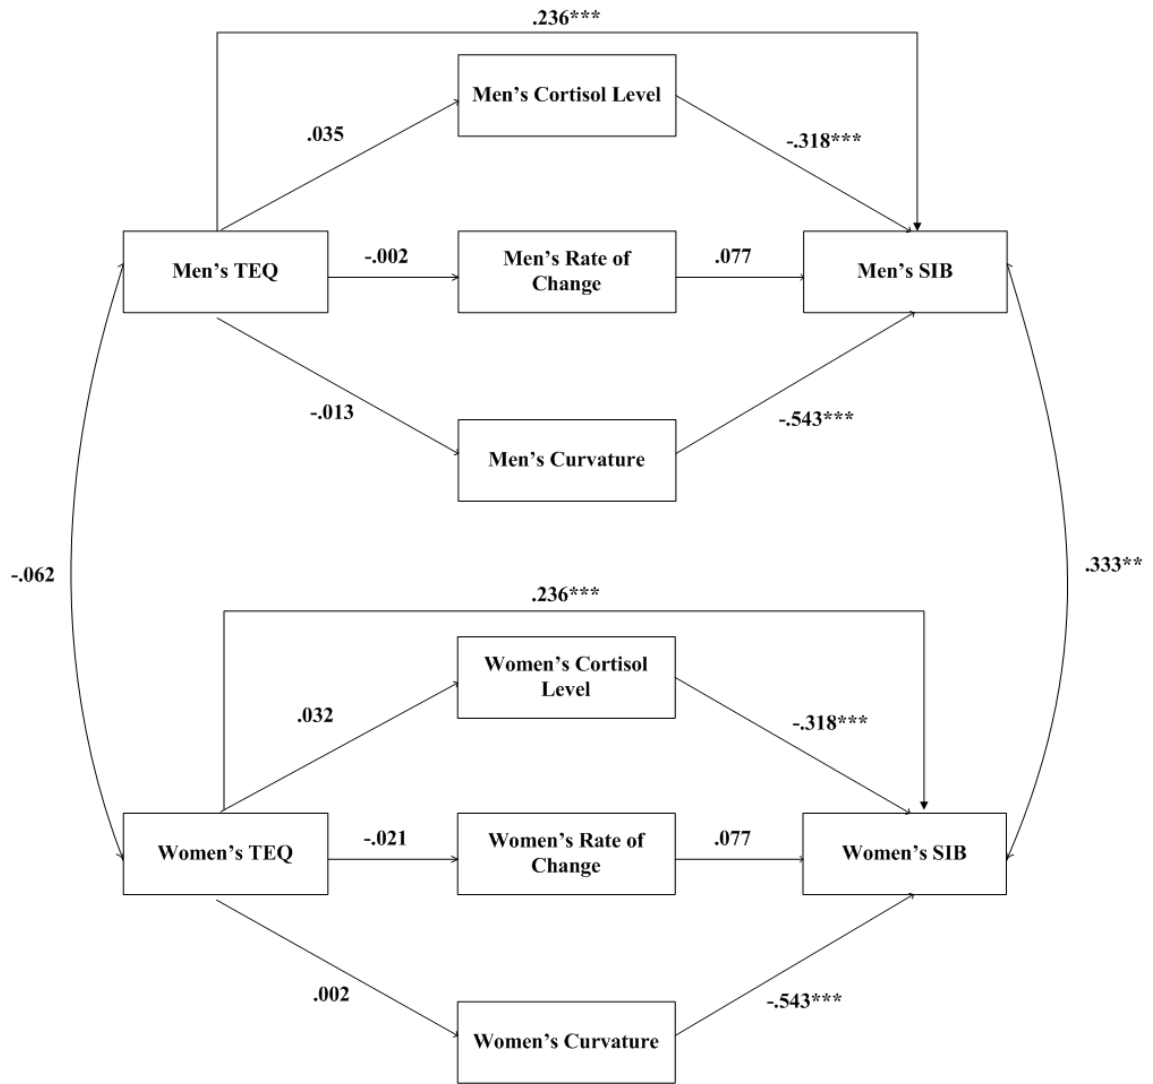 .236***
Men's Cortisol Level
.035
-.318***
Men's TEQ
-.002
Men's Rate of
Change
.077
Men's SIB
-.013
-.543***
Men's Curvature
-.062
.333**
.236***
Women's Cortisol
Level
.032
-.318***
Women's TEQ
-.021
Women's Rate of
Change
.077
Women's SIB
.002
-.543***
Women's Curvature